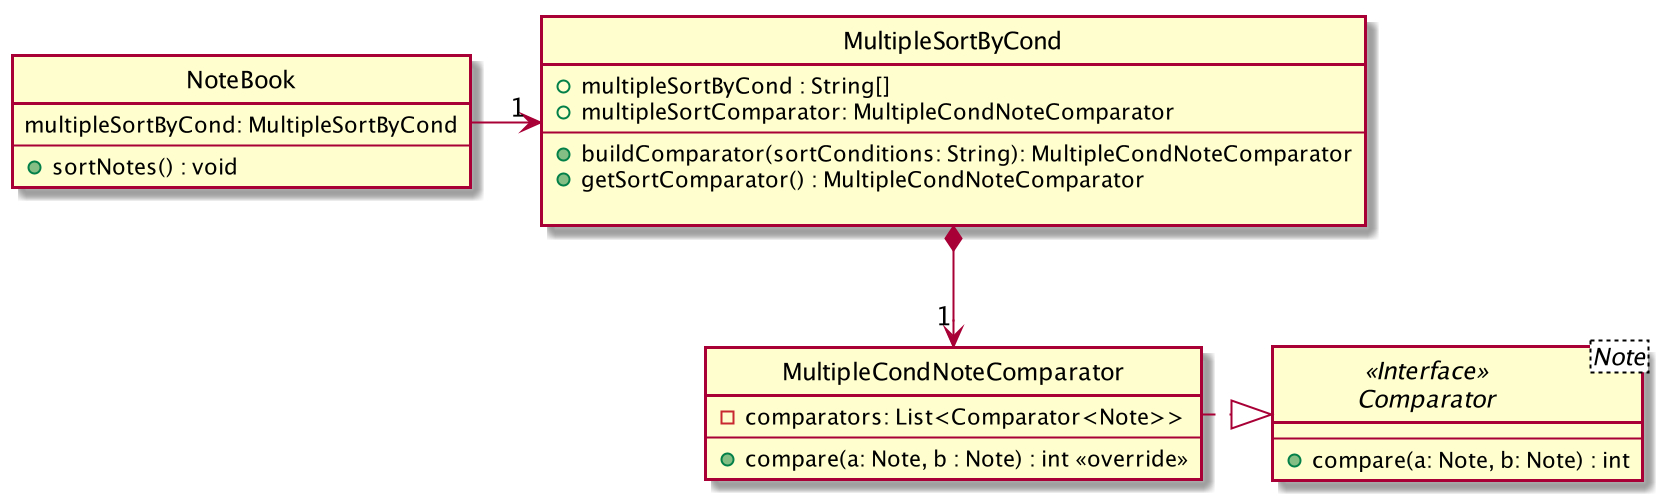 NoteBook
multipleSortByCond: MultipleSortByCond
sortNotes() : void
1
MultipleSortByCond
multipleSortByCond : String[]
multipleSortComparator: MultipleCondNoteComparator
buildComparator(sortConditions: String): MultipleCondNoteComparator
getSortComparator() : MultipleCondNoteComparator
1
MultipleCondNoteComparator
comparators: List<Comparator<Note>>
compare(a: Note, b : Note) : int «override»
Note
«Interface»
Comparator
compare(a: Note, b: Note) : int